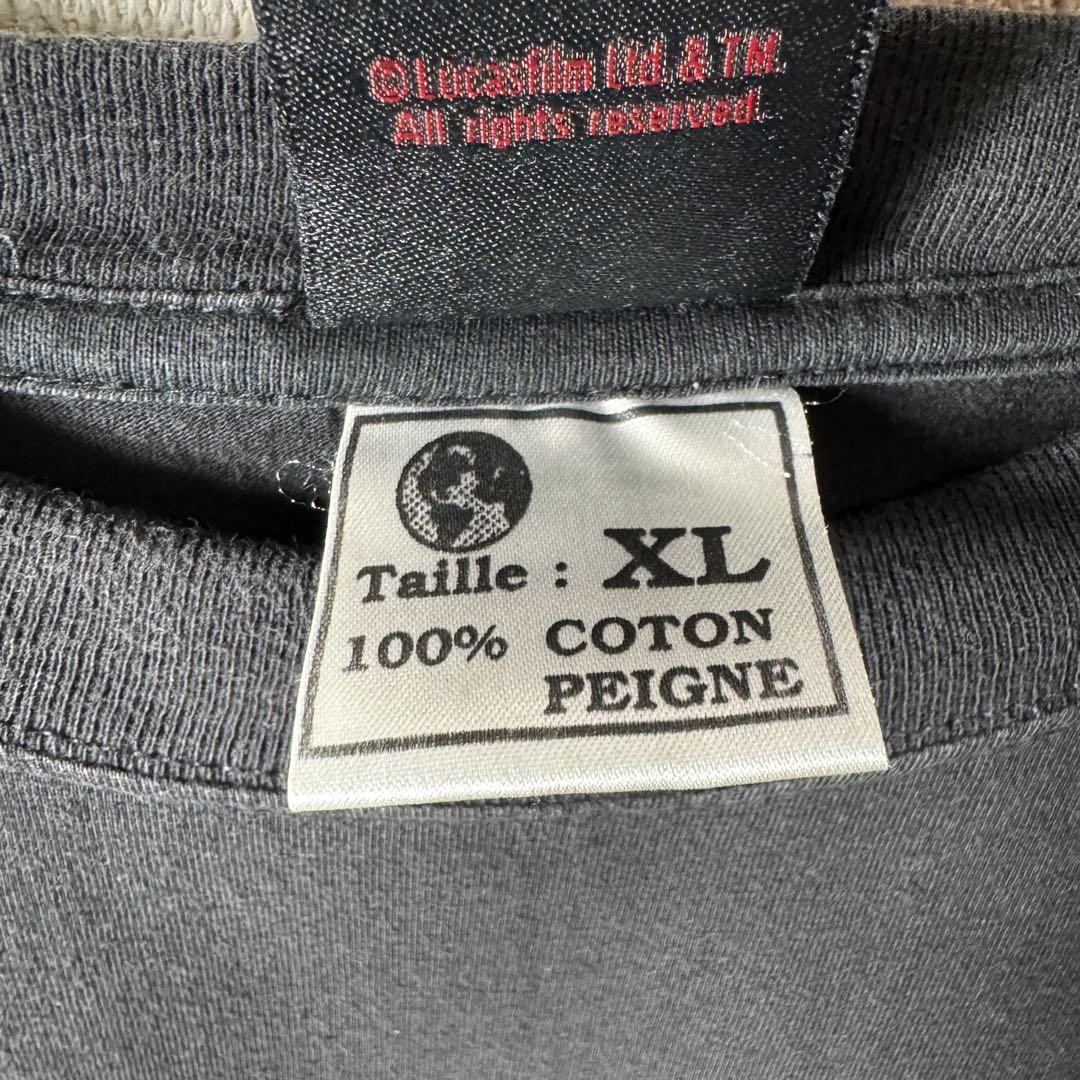 ©Lucasfilm Ltd. & TM.
All rights reserved.
Taille : XL
100% COTON
PEIGNE